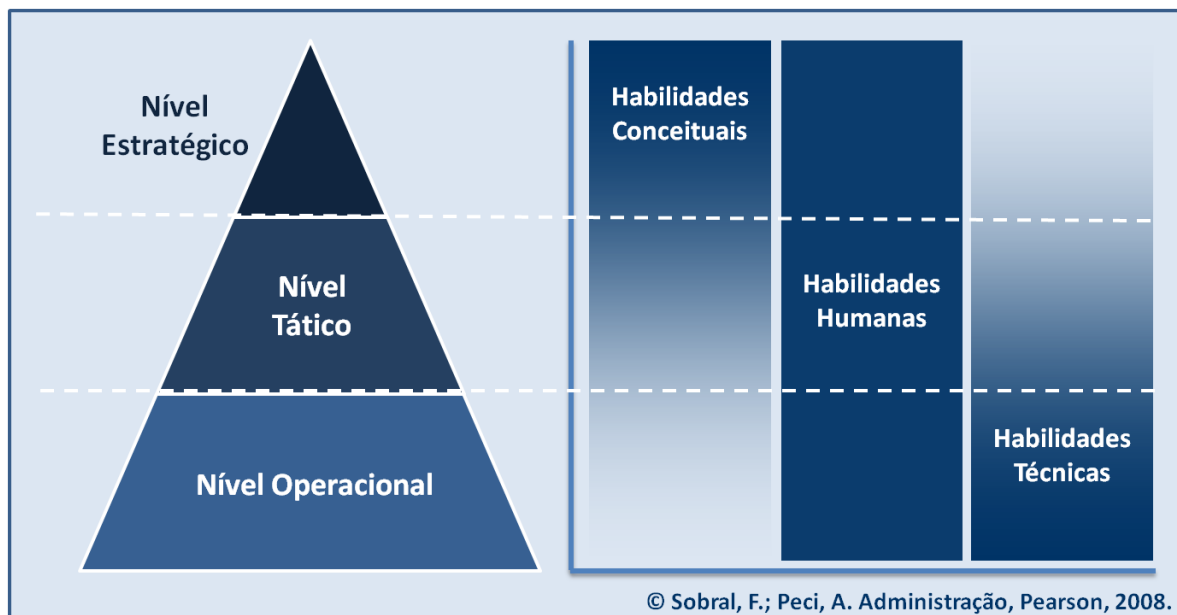 Nível
Estratégico
Nível
Tático
Nível Operacional
Habilidades
Conceituais
Habilidades
Humanas
Habilidades
Técnicas
© Sobral, F.; Peci, A. Administração, Pearson, 2008.